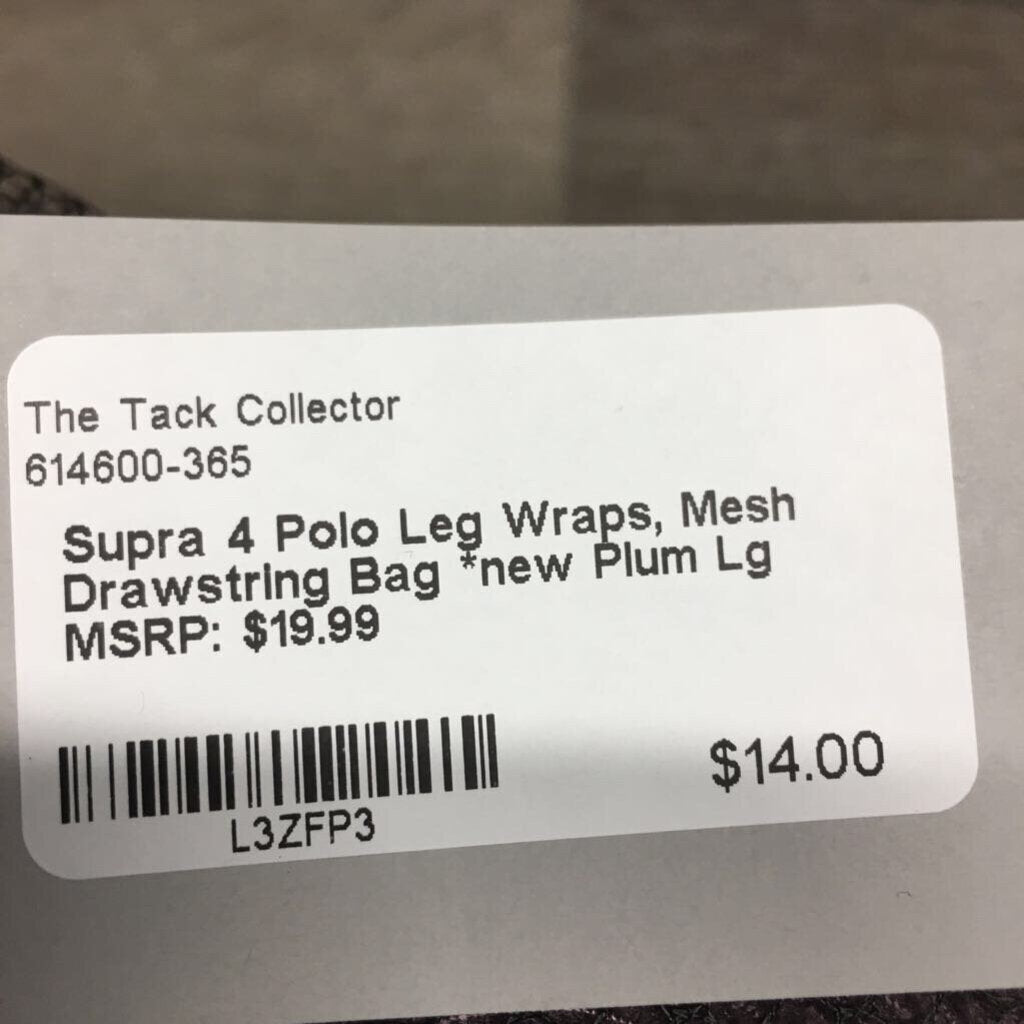 The Tack Collector
614600-365
Supra 4 Polo Leg Wraps, Mesh
Drawstring Bag *new Plum Lg
MSRP: $19.99
$14.00
L3ZFP3